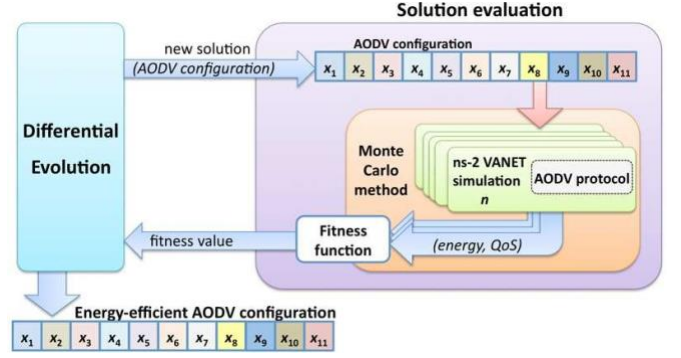 Solution evaluation
new solution
(AODV configuration)
AODV configuration
x1 x2 x3 x4 x5 x6 x7 x8 x9 x10 x11
Differential
Evolution
Monte
Carlo
method
ns-2 VANET
simulation
n
AODV protocol
fitness value
Fitness
function
(energy, QoS)
Energy-efficient AODV configuration
x1 x2 x3 x4 x5 x6 x7 x8 x9 x10 x11